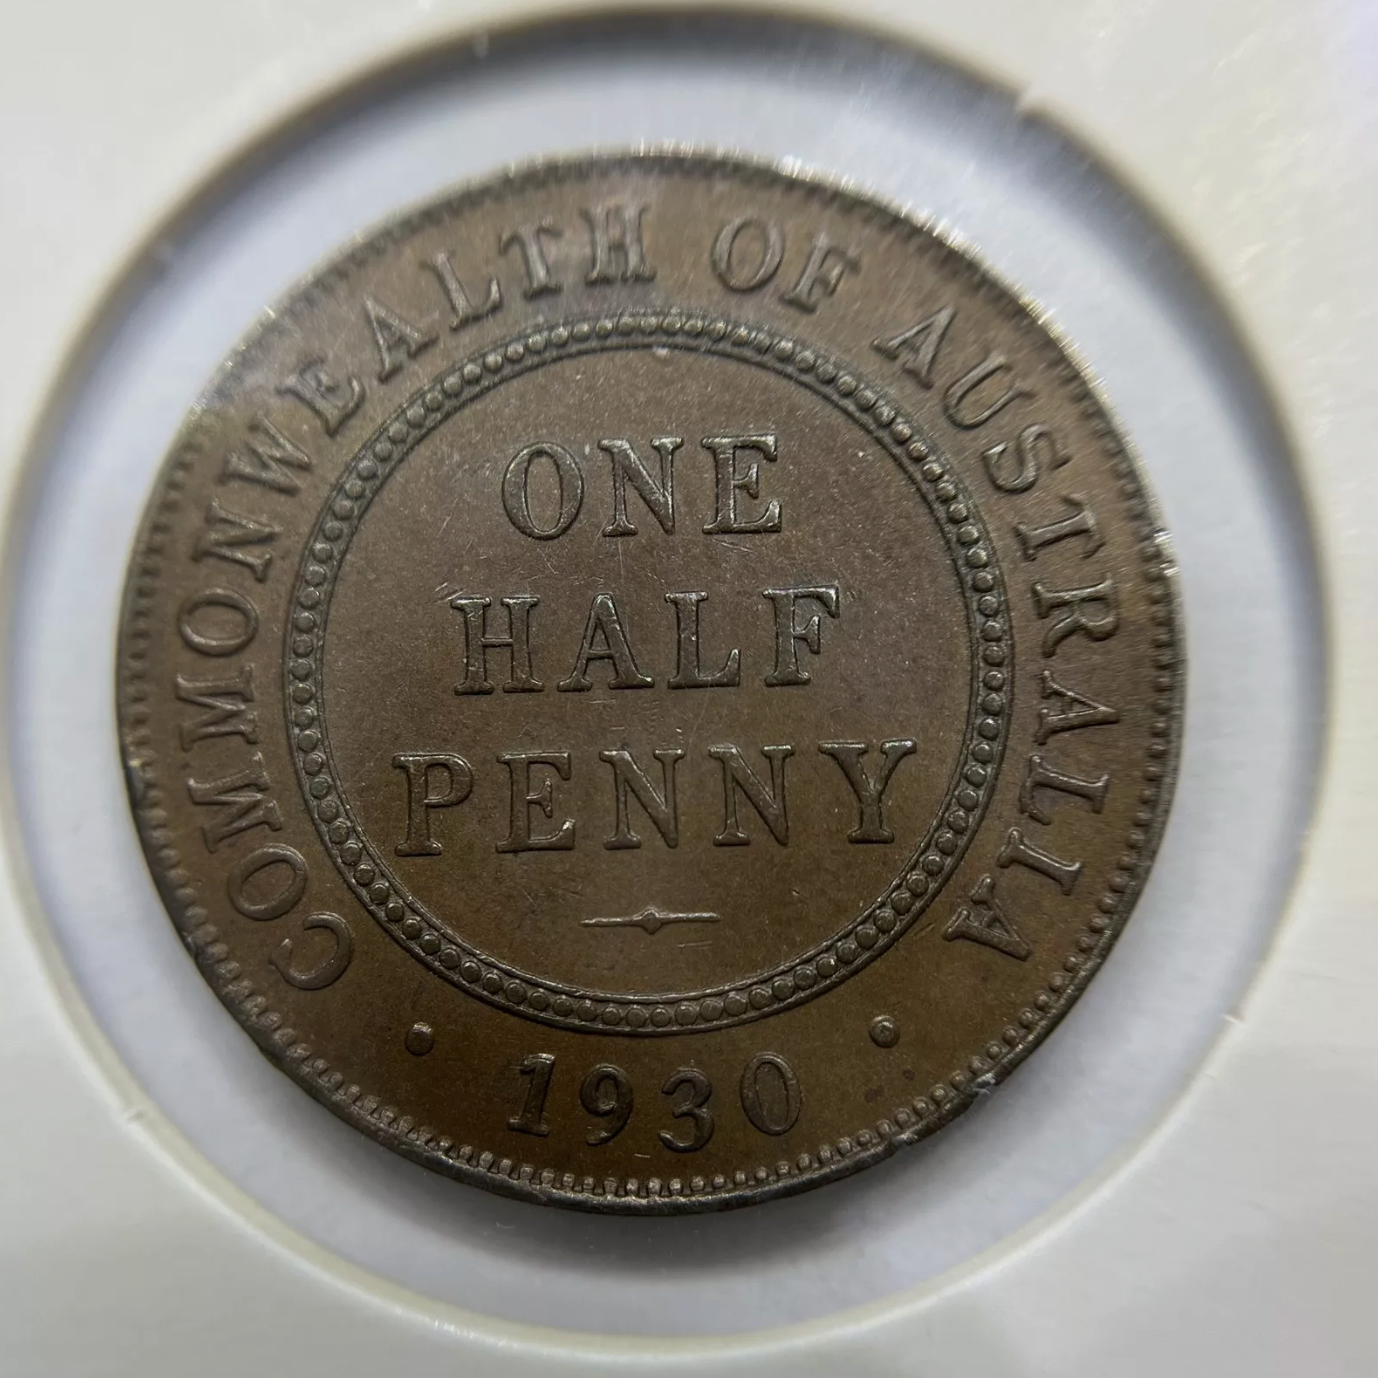 COMMONWEALTH OF AUSTRALIA
ONE
HALF
PENNY
1930